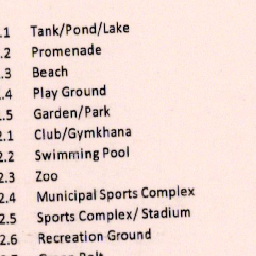 .1 Tank/Pond/Lake
.2 Promenade
.3 Beach
.4 Play Ground
.5 Garden/Park
2.1 Club/Gymkhana
2.2 Swimming Pool
2.3 Zoo
2.4 Municipal Sports Complex
2.5 Sports Complex/ Stadium
2.6 Recreation Ground